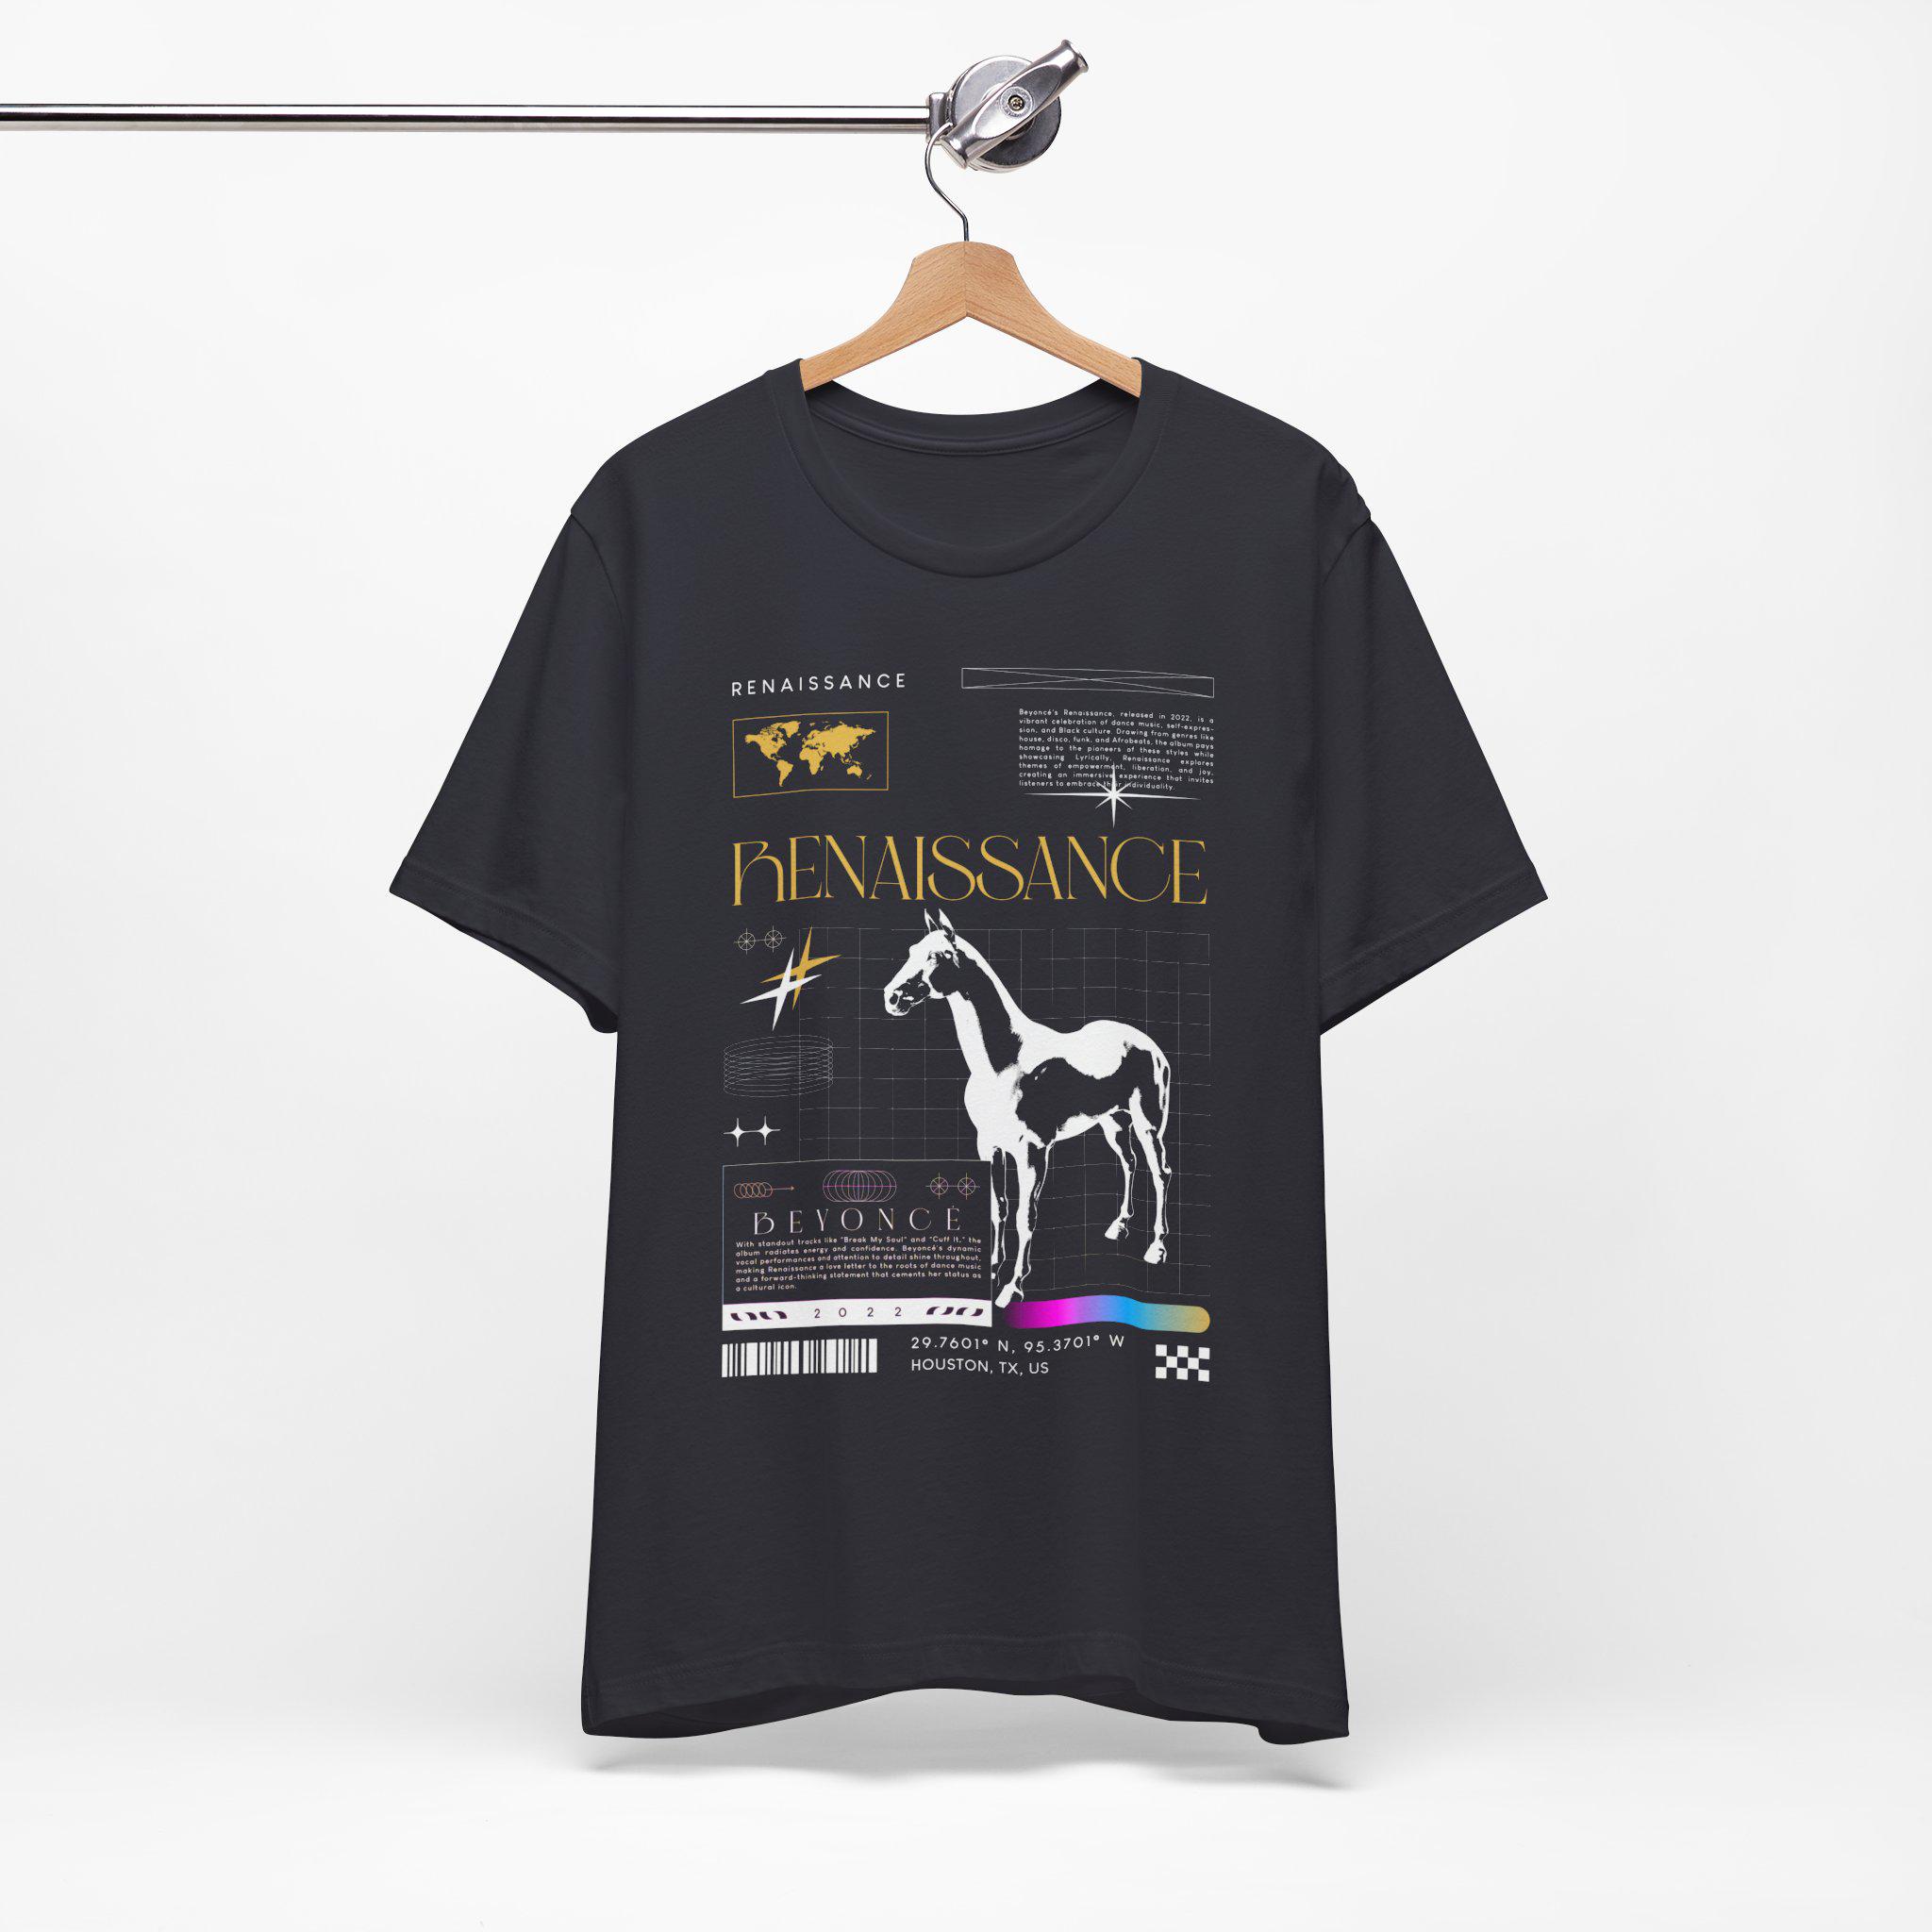 RENAISSANCE
Beyoncé's Renaissance, released in 2022, is a
vibrant celebration of dance music, self-expres-
sion, and Black culture. Drawing from genres like
house, disco, funk, and Afrobeats, the album pays
homage to the pioneers of these styles while
showcasing Lyrically, Renaissance explores
themes of empowerment, liberation, and joy,
creating an immersive experience that invites
listeners to embrace their individuality.
RENAISSANCE
BEYONCÉ
With standout tracks like "Break My Soul" and "Cuff It," the
album radiates energy and confidence. Beyoncé's dynamic
vocal performances and attention to detail shine throughout,
making Renaissance a love letter to the roots of dance music
and a forward-thinking statement that cements her status as
a cultural icon.
2022
29.7601° N, 95.3701° W
HOUSTON, TX, US